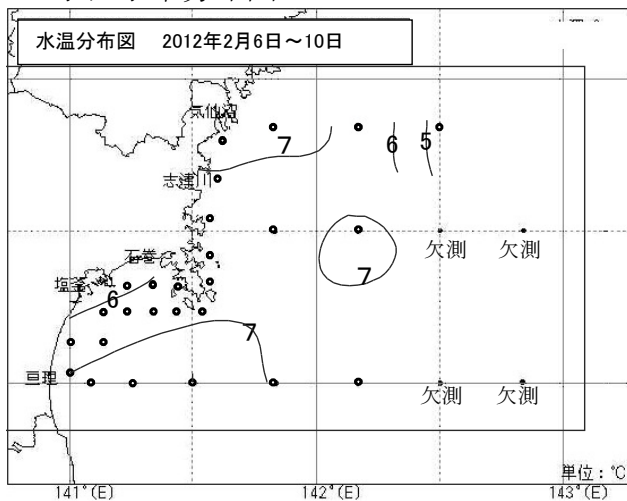 水温分布図 2012年2月6日～10日
気仙沼
7
6
5
志津川
石巻
欠測
欠測
塩釜
6
7
7
亘理
欠測
欠測
単位：℃
141°(E)
142°(E)
143°(E)